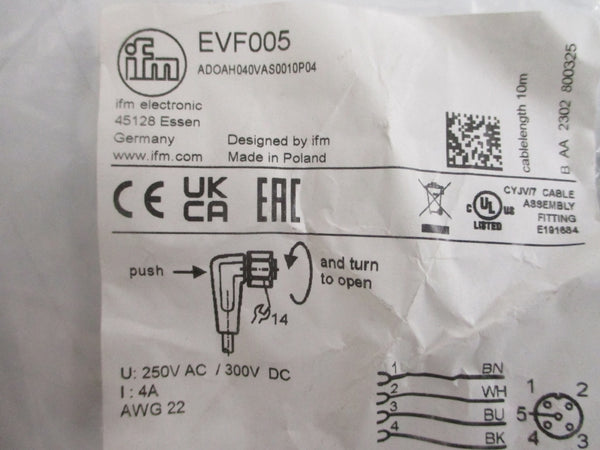 ifm
EVF005
ADOAH040VAS0010P04
ifm electronic
45128 Essen
Germany
www.ifm.com
Designed by ifm
Made in Poland
cablelength 10m
B AA 2302 800325
CE
UK
CA
EAC
c UL us
LISTED
CYJV/7 CABLE
ASSEMBLY
FITTING
E191684
push
and turn
to open
14
U: 250V AC / 300V DC
I : 4A
AWG 22
1 BN
2 WH
3 BU
4 BK
1 2
5
4 3